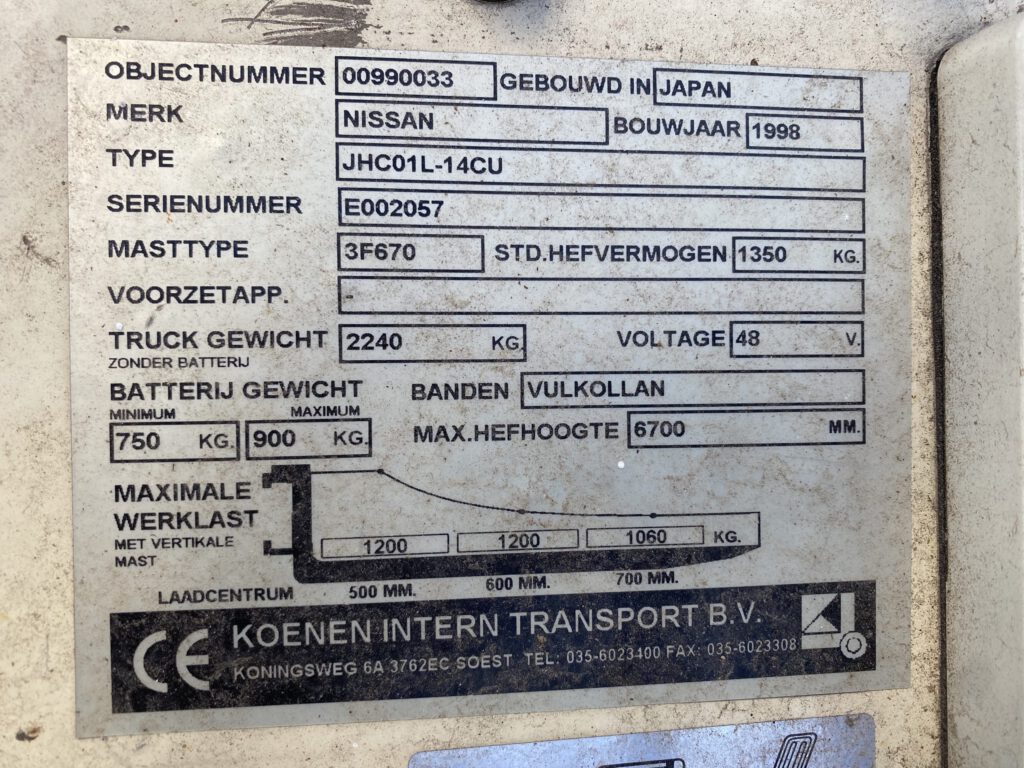 OBJECTNUMMER 00990033 GEBOUWD IN JAPAN
MERK NISSAN BOUWJAAR 1998
TYPE JHC01L-14CU
SERIENUMMER E002057
MASTTYPE 3F670 STD.HEFVERMOGEN 1350 KG.
VOORZETAPP. -
TRUCK GEWICHT 2240 KG. VOLTAGE 48 V.
ZONDER BATTERIJ
BATTERIJ GEWICHT BANDEN VULKOLLAN
MINIMUM MAXIMUM
750 KG. 900 KG. MAX.HEFHOOGTE 6700 MM.
MAXIMALE
WERKLAST
MET VERTIKALE
MAST
1200 1200 1060 KG.
LAADCENTRUM 500 MM. 600 MM. 700 MM.
CE KOENEN INTERN TRANSPORT B.V.
KONINGSWEG 6A 3762EC SOEST TEL: 035-6023400 FAX: 035-6023308